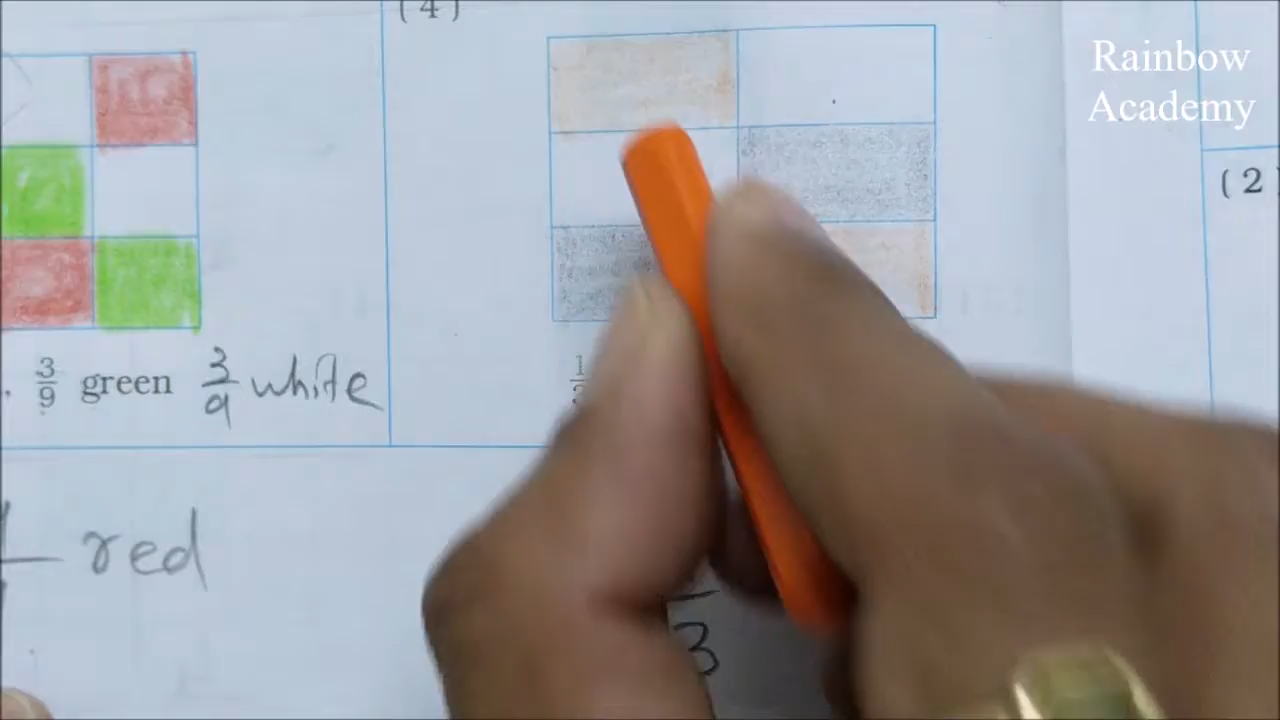 (4)
Rainbow
Academy
(2)
3/9 green 3/9 white
red
3